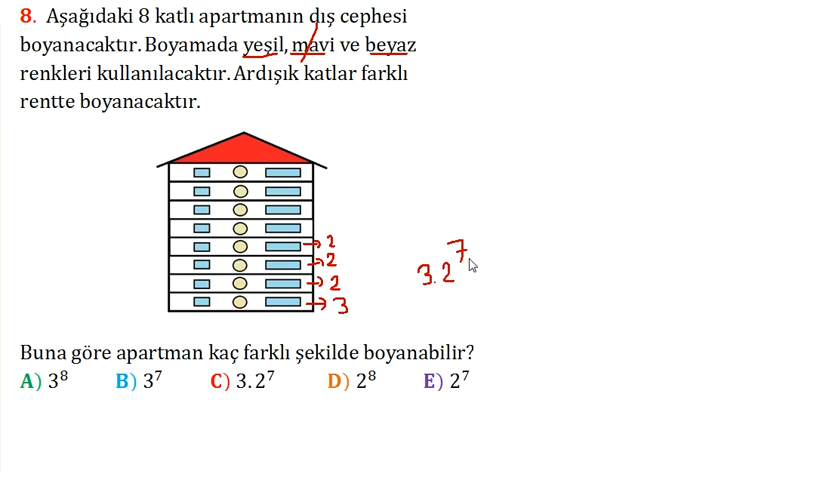 8. Aşağıdaki 8 katlı apartmanın dış cephesi
boyanacaktır. Boyamada yeşil, mavi ve beyaz
renkleri kullanılacaktır. Ardışık katlar farklı
rentte boyanacaktır.
→ 2
→ 2
→ 2
→ 3
3.2⁷
Buna göre apartman kaç farklı şekilde boyanabilir?
A) 3⁸ B) 3⁷ C) 3.2⁷ D) 2⁸ E) 2⁷